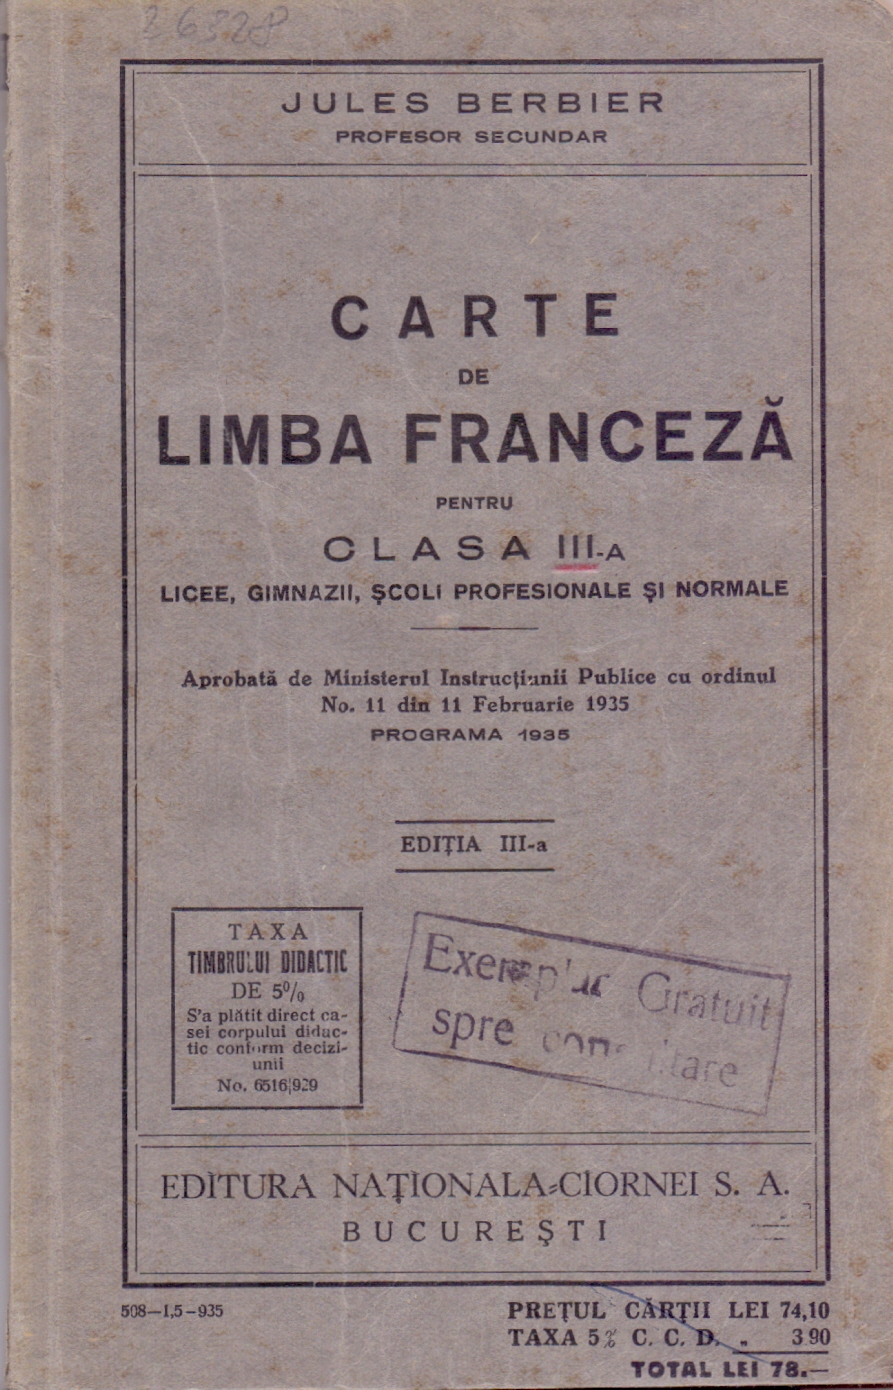 26528
JULES BERBIER
PROFESOR SECUNDAR
CARTE
DE
LIMBA FRANCEZĂ
PENTRU
CLASA III-A
LICEE, GIMNAZII, ŞCOLI PROFESIONALE ŞI NORMALE
Aprobată de Ministerul Instrucţiunii Publice cu ordinul
No. 11 din 11 Februarie 1935
PROGRAMA 1935
EDIŢIA III-a
TAXA
TIMBRULUI DIDACTIC
DE 5%
S'a plătit direct ca-
sei corpului didac-
tic conform decizi-
unii
No. 6516|929
Exemplar Gratuit
spre consultare
EDITURA NAŢIONALA-CIORNEI S. A.
BUCUREŞTI
508—I,5-935
PREŢUL CĂRŢII LEI 74,10
TAXA 5% C. C. D. „ 3 90
TOTAL LEI 78.—